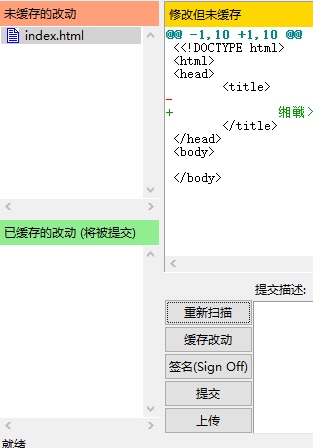 未缓存的改动
index.html
已缓存的改动 (将被提交)
修改但未缓存
@@ -1,10 +1,10 @@
<!DOCTYPE html>
<html>
<head>
<title>
-
+ 缃戦>
</title>
</head>
<body>
</body>
提交描述:
重新扫描
缓存改动
签名(Sign Off)
提交
上传
就绪